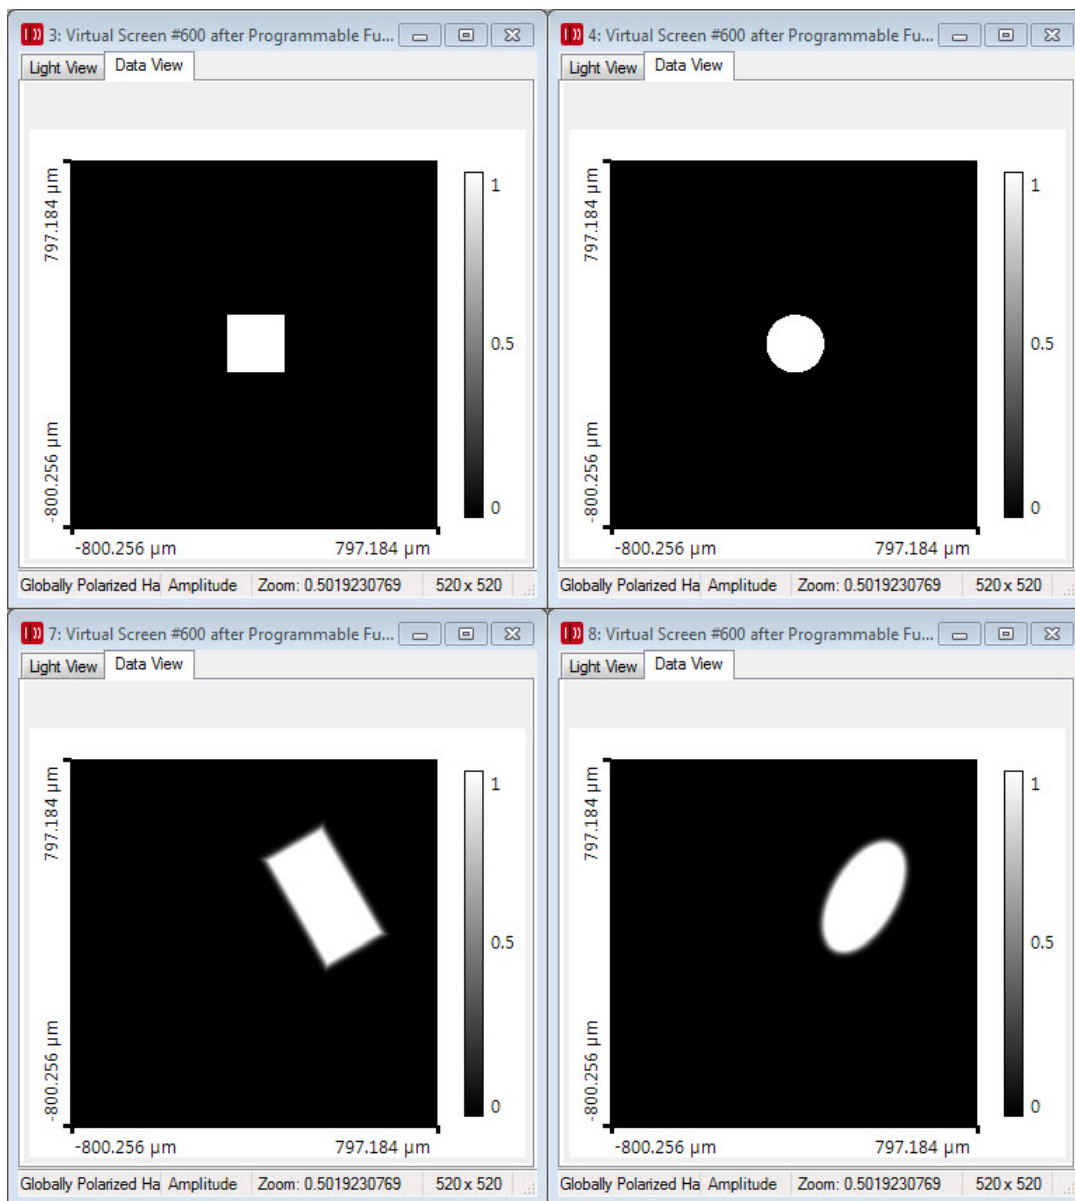 3: Virtual Screen #600 after Programmable Fu...
Light View Data View
797.184 µm
-800.256 µm
1
0.5
0
-800.256 µm 797.184 µm
Globally Polarized Ha Amplitude Zoom: 0.5019230769 520 x 520
4: Virtual Screen #600 after Programmable Fu...
Light View Data View
797.184 µm
-800.256 µm
1
0.5
0
-800.256 µm 797.184 µm
Globally Polarized Ha Amplitude Zoom: 0.5019230769 520 x 520
7: Virtual Screen #600 after Programmable Fu...
Light View Data View
797.184 µm
-800.256 µm
1
0.5
0
-800.256 µm 797.184 µm
Globally Polarized Ha Amplitude Zoom: 0.5019230769 520 x 520
8: Virtual Screen #600 after Programmable Fu...
Light View Data View
797.184 µm
-800.256 µm
1
0.5
0
-800.256 µm 797.184 µm
Globally Polarized Ha Amplitude Zoom: 0.5019230769 520 x 520